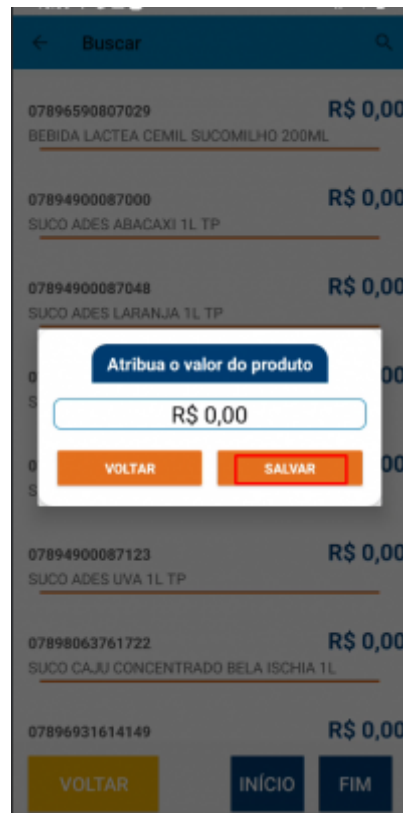 Buscar
07896590807029 R$ 0,00
BEBIDA LACTEA CEMIL SUCOMILHO 200ML
07894900087000 R$ 0,00
SUCO ADES ABACAXI 1L TP
07894900087048 R$ 0,00
SUCO ADES LARANJA 1L TP
Atribua o valor do produto
R$ 0,00
VOLTAR SALVAR
07894900087123 R$ 0,00
SUCO ADES UVA 1L TP
07898063761722 R$ 0,00
SUCO CAJU CONCENTRADO BELA ISCHIA 1L
07896931614149 R$ 0,00
VOLTAR INÍCIO FIM